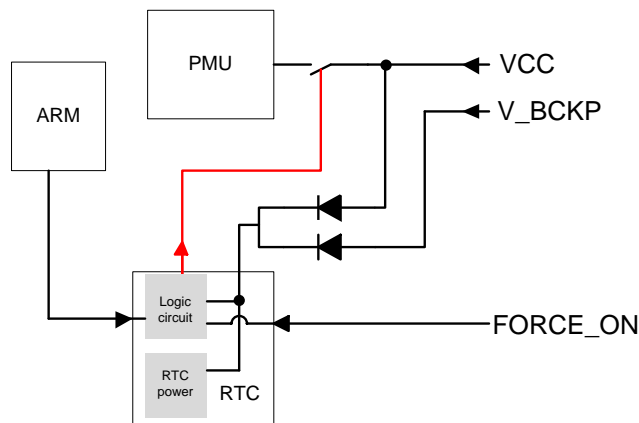 PMU
VCC
ARM
V_BCKP
Logic
circuit
FORCE_ON
RTC
power
RTC